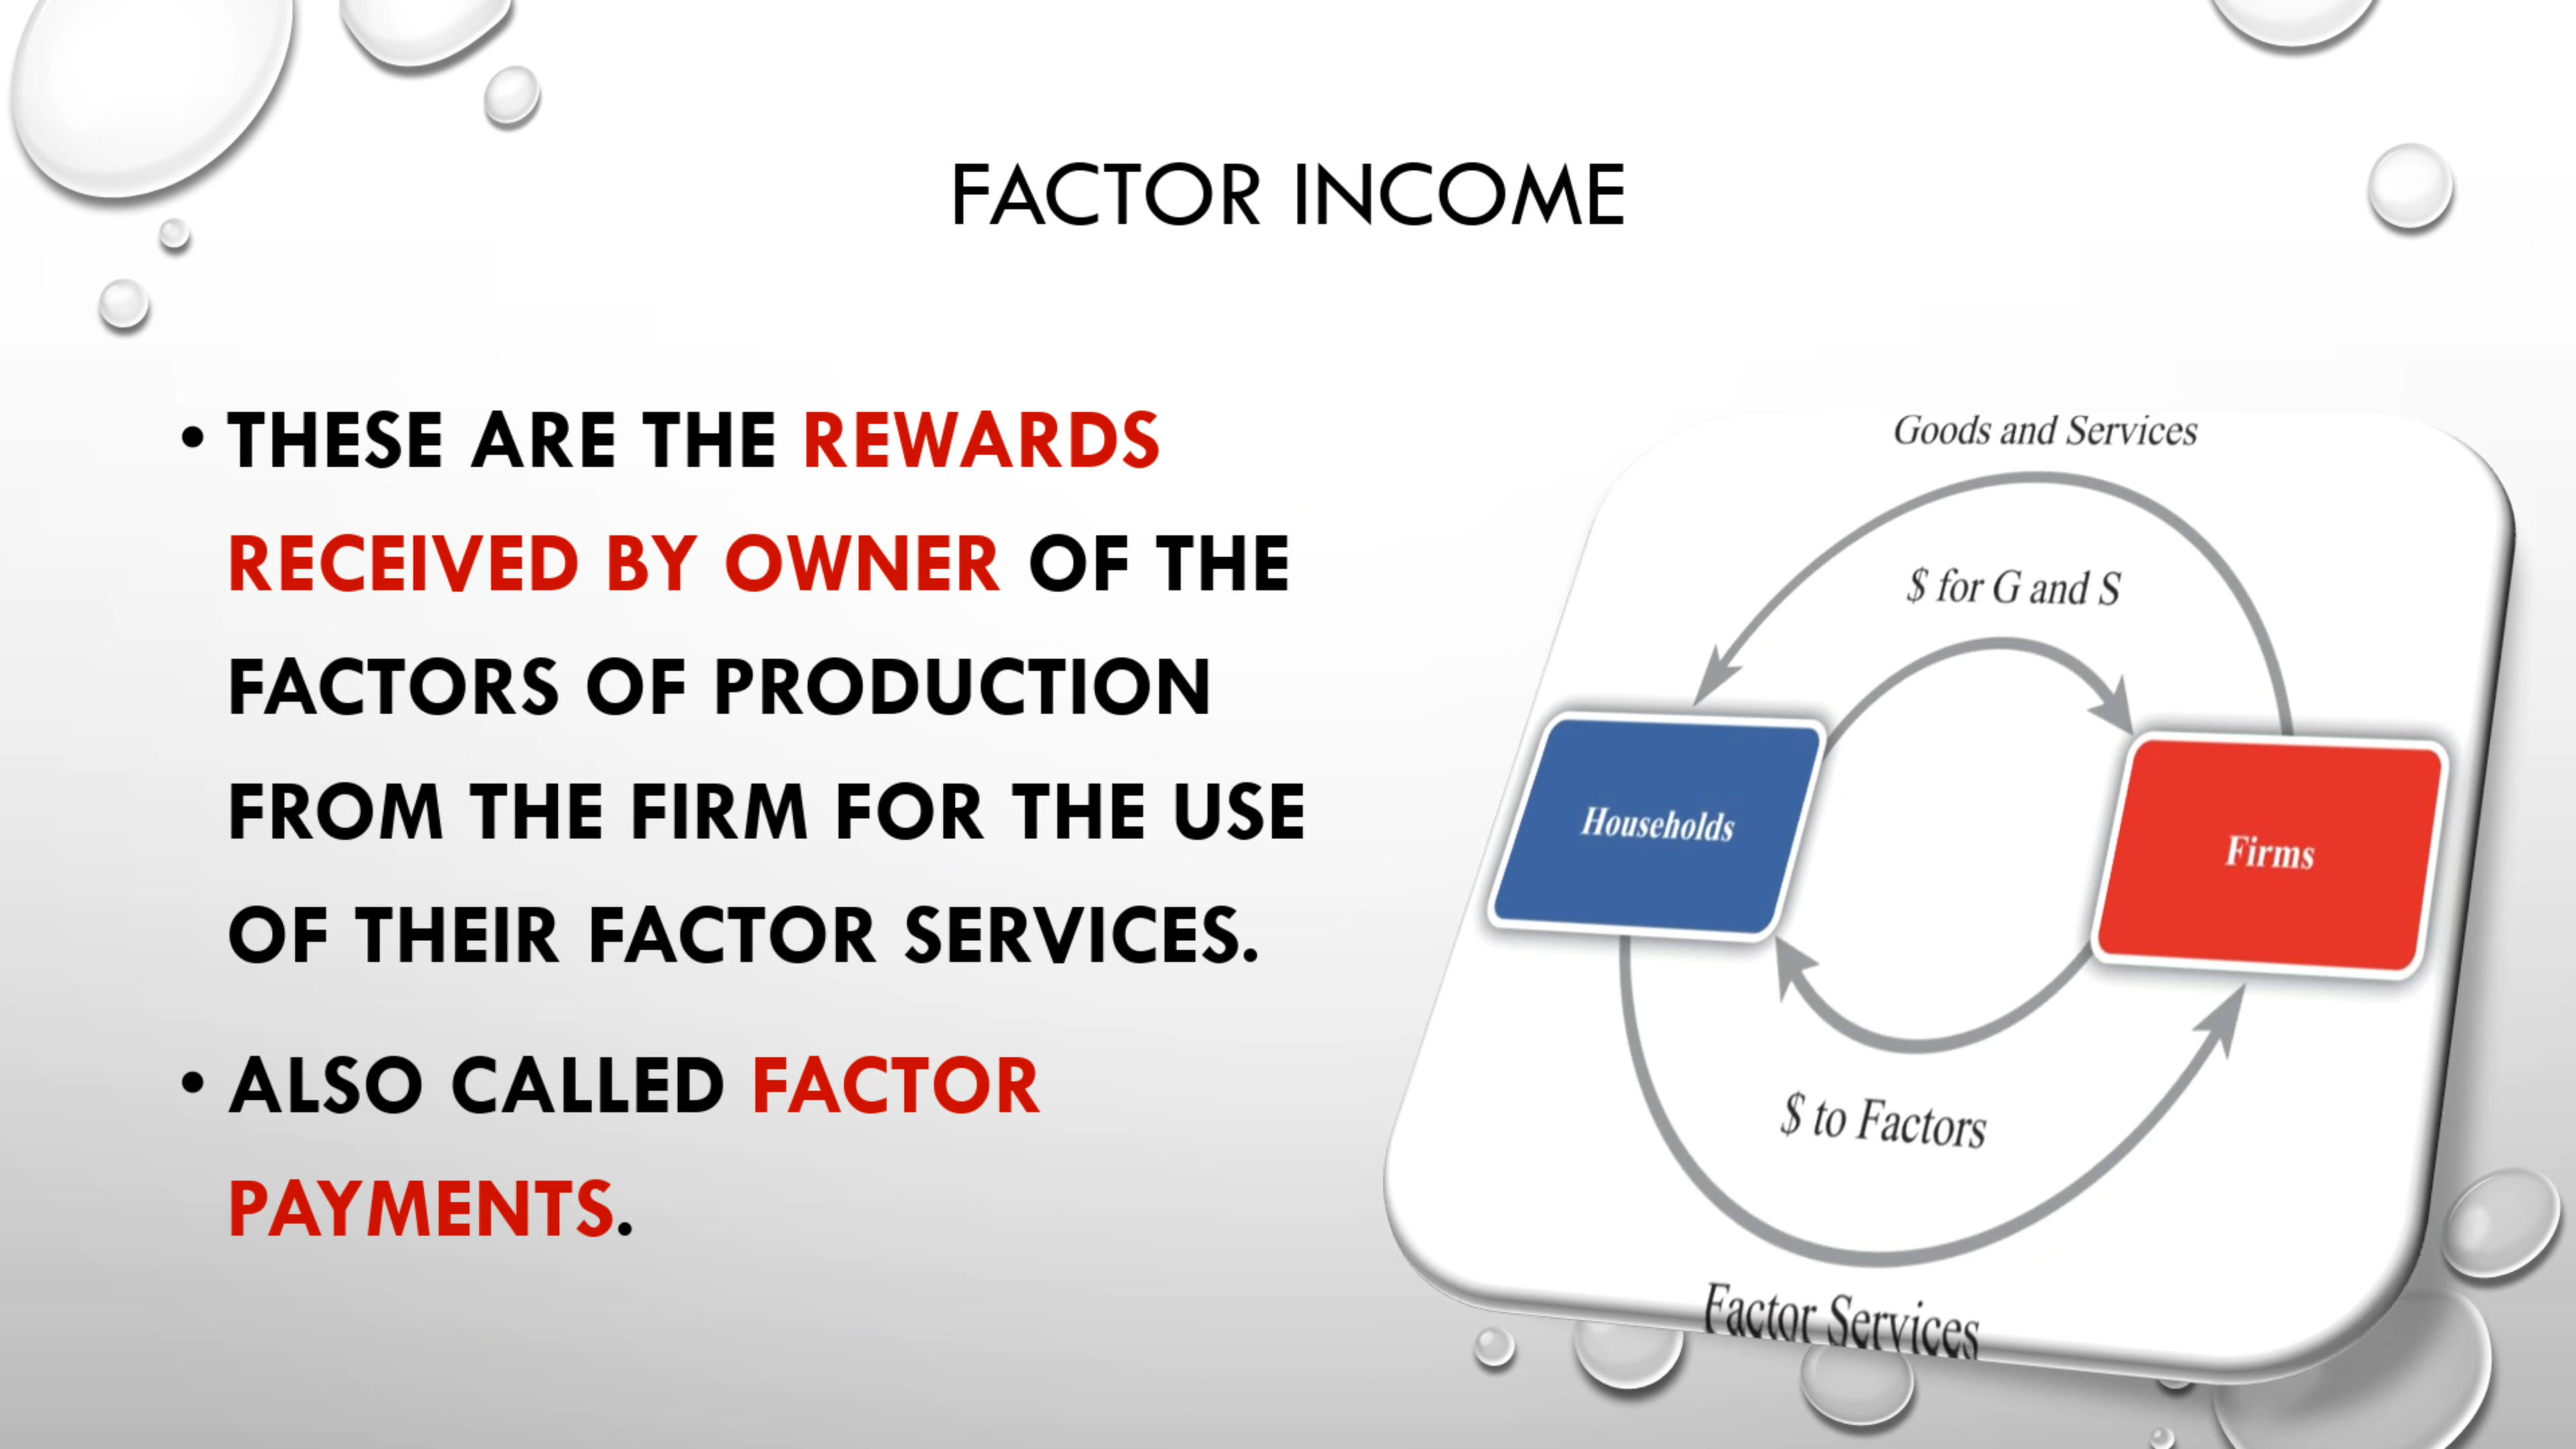 FACTOR INCOME
• THESE ARE THE REWARDS
RECEIVED BY OWNER OF THE
FACTORS OF PRODUCTION
FROM THE FIRM FOR THE USE
OF THEIR FACTOR SERVICES.
• ALSO CALLED FACTOR
PAYMENTS.
Goods and Services
$ for G and S
Households
Firms
$ to Factors
Factor Services